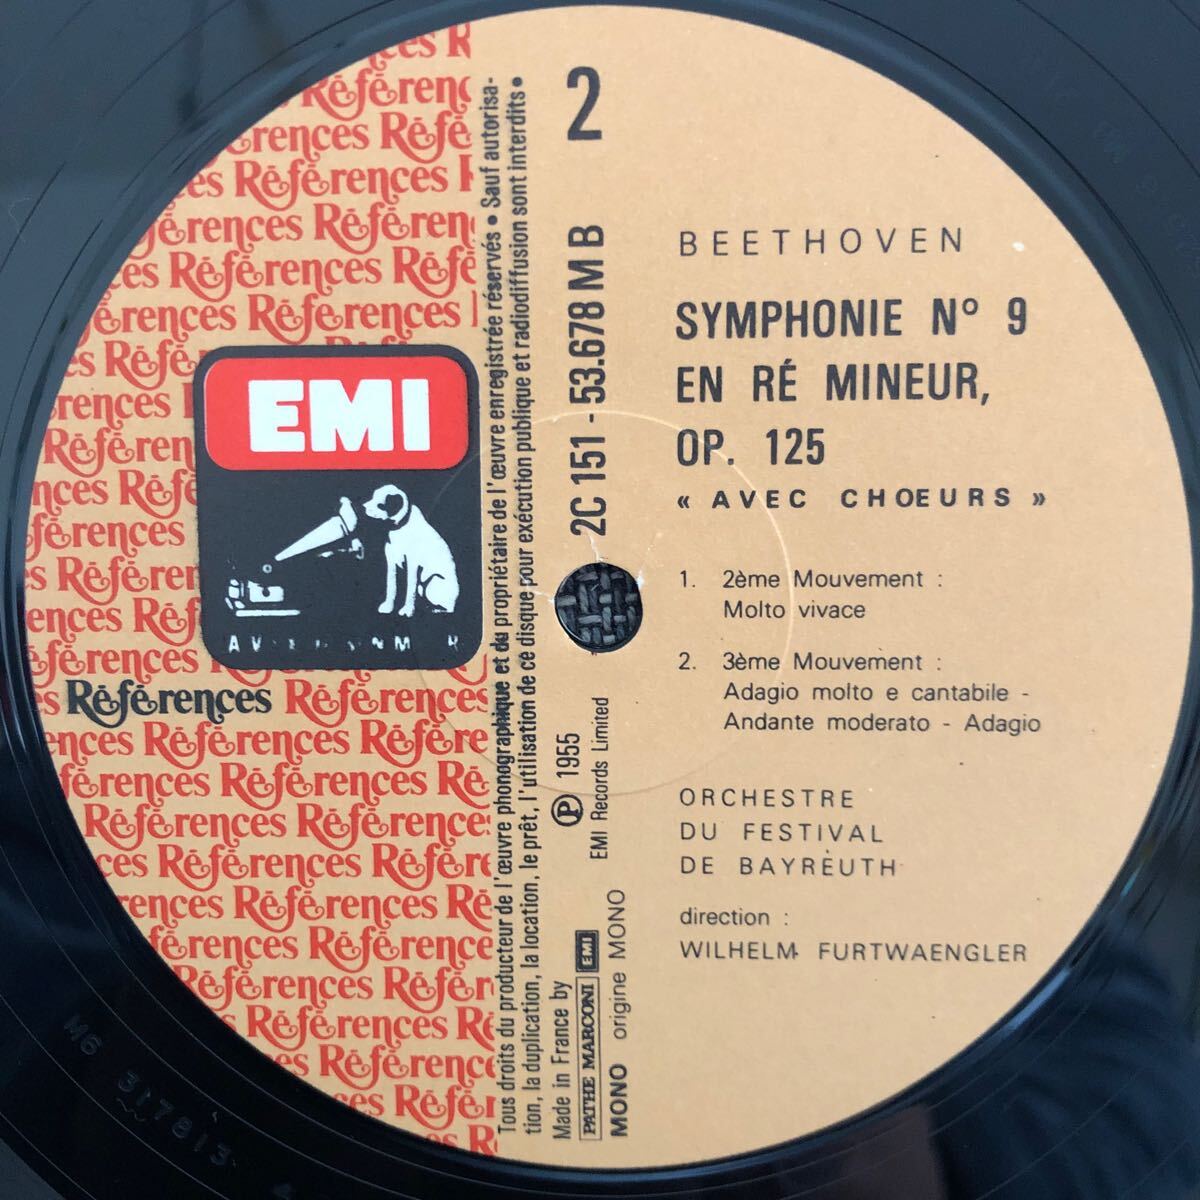 2
BEETHOVEN
SYMPHONIE N° 9
EN RÉ MINEUR,
OP. 125
« AVEC CHOEURS »
1. 2ème Mouvement :
Molto vivace
2. 3ème Mouvement :
Adagio molto e cantabile -
Andante moderato - Adagio
ORCHESTRE
DU FESTIVAL
DE BAYREUTH
direction :
WILHELM FURTWAENGLER
EMI
Références Références
Tous droits du producteur de l'œuvre phonographique et du propriétaire de l'œuvre enregistrée réservés • Sauf autorisa-
tion, la duplication, la location, le prêt, l'utilisation de ce disque pour exécution publique et radiodiffusion sont interdits •
Made in France by
PATHE MARCONI EMI
MONO origine MONO
℗ 1955
EMI Records Limited
2C 151 - 53.678 M B
M6 317813